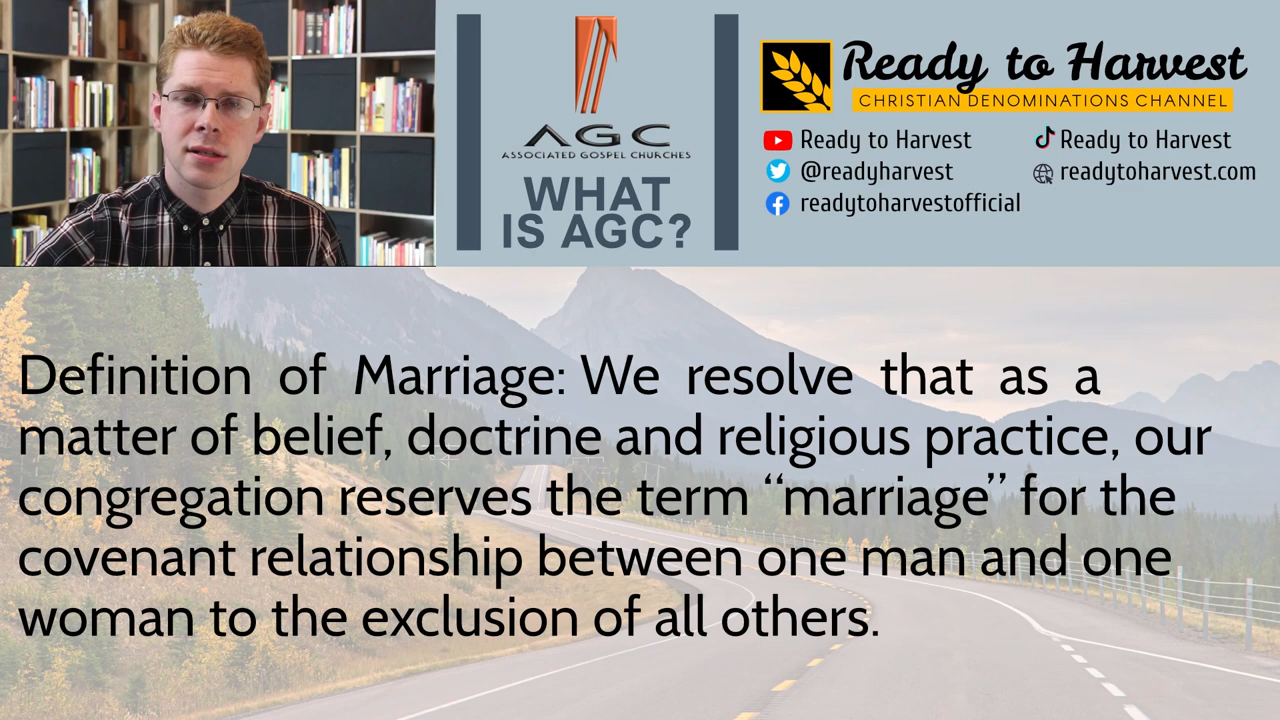 AGC
ASSOCIATED GOSPEL CHURCHES
WHAT
IS AGC?
Ready to Harvest
CHRISTIAN DENOMINATIONS CHANNEL
Ready to Harvest
Ready to Harvest
@readyharvest
readytoharvest.com
readytoharvestofficial
Definition of Marriage: We resolve that as a
matter of belief, doctrine and religious practice, our
congregation reserves the term “marriage” for the
covenant relationship between one man and one
woman to the exclusion of all others.